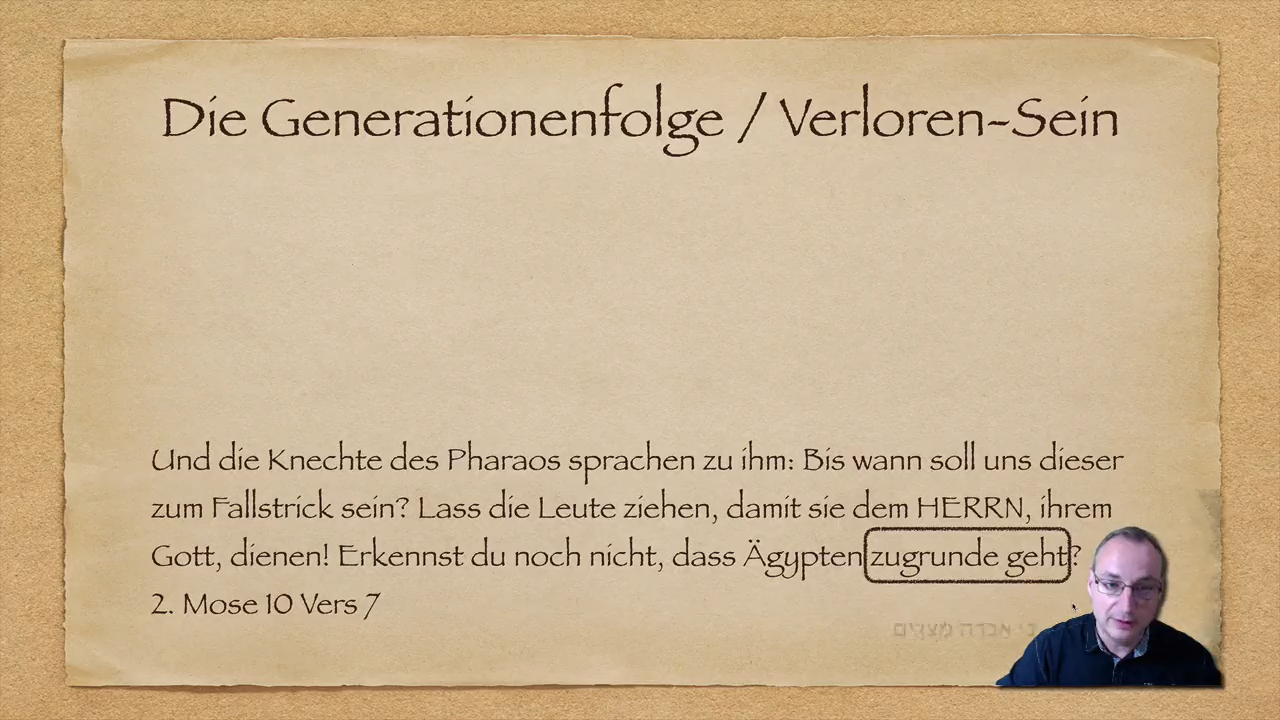 Die Generationenfolge / Verloren-Sein
Und die Knechte des Pharaos sprachen zu ihm: Bis wann soll uns dieser
zum Fallstrick sein? Lass die Leute ziehen, damit sie dem HERRN, ihrem
Gott, dienen! Erkennst du noch nicht, dass Ägypten zugrunde geht?
2. Mose 10 Vers 7
אבדה מצרים